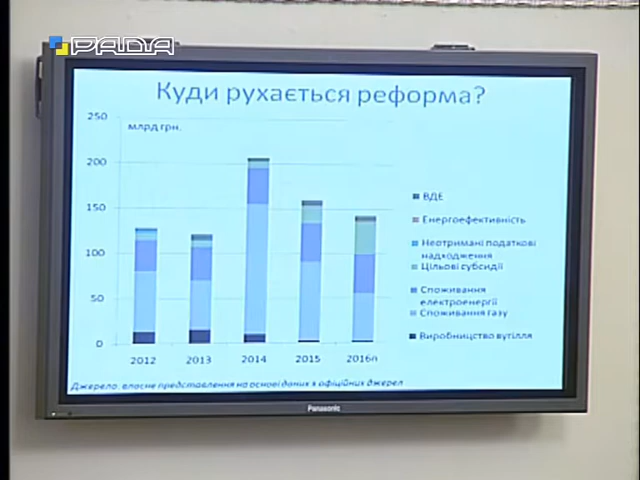 РАДА
Куди рухається реформа?
250
млрд грн.
200
150
100
50
0
2012 2013 2014 2015 2016п
ВДЕ
Енергоефективність
Неотримані податкові
надходження
Цільові субсидії
Споживання
електроенергії
Споживання газу
Виробництво вугілля
Джерело: власне представлення на основі даних з офіційних джерел
Panasonic